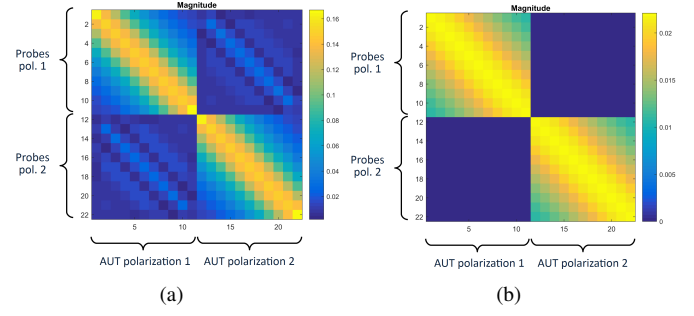 Magnitude
2
4
6
8
10
12
14
16
18
20
22
5
10
15
20
0.16
0.14
0.12
0.1
0.08
0.06
0.04
0.02
Probes
pol. 1
Probes
pol. 2
AUT polarization 1
AUT polarization 2
(a)
Magnitude
2
4
6
8
10
12
14
16
18
20
22
5
10
15
20
0.02
0.015
0.01
0.005
0
Probes
pol. 1
Probes
pol. 2
AUT polarization 1
AUT polarization 2
(b)